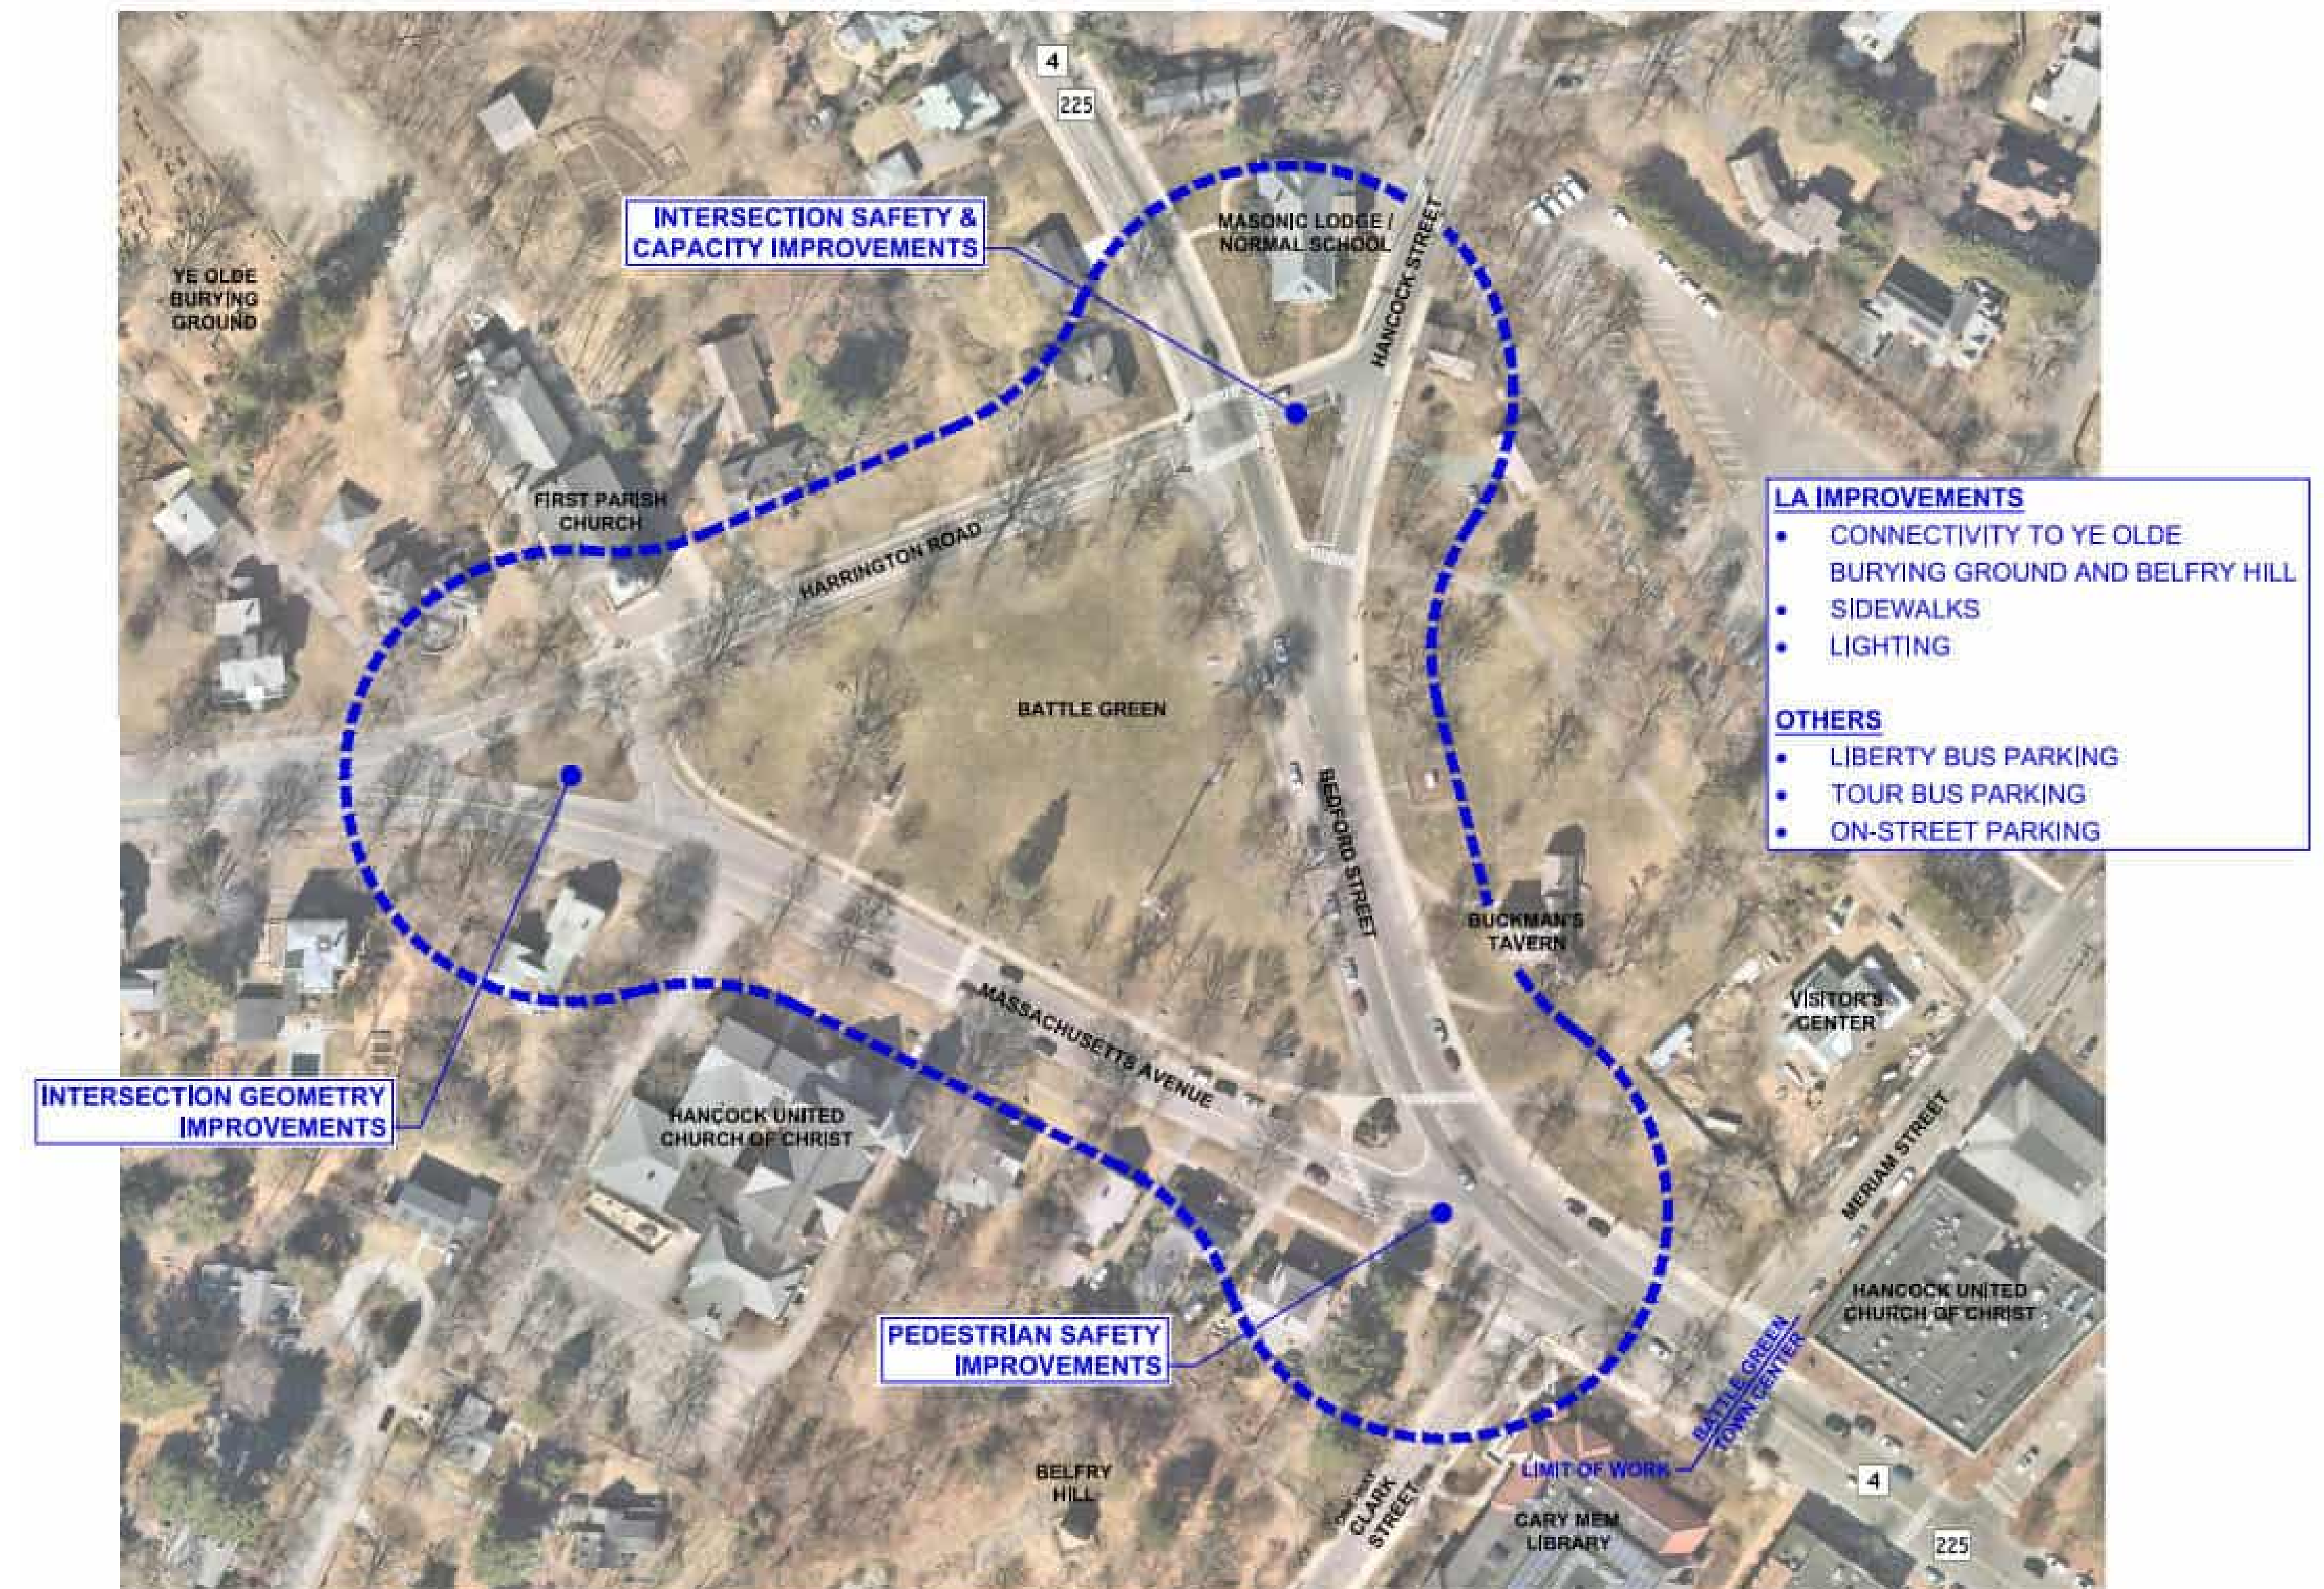 4
225
INTERSECTION SAFETY &
CAPACITY IMPROVEMENTS
MASONIC LODGE /
NORMAL SCHOOL
HANCOCK STREET
YE OLDE
BURYING
GROUND
FIRST PARISH
CHURCH
HARRINGTON ROAD
LA IMPROVEMENTS
• CONNECTIVITY TO YE OLDE
BURYING GROUND AND BELFRY HILL
• SIDEWALKS
• LIGHTING
OTHERS
• LIBERTY BUS PARKING
• TOUR BUS PARKING
• ON-STREET PARKING
BATTLE GREEN
BEDFORD STREET
BUCKMAN'S
TAVERN
VISITOR'S
CENTER
MASSACHUSETTS AVENUE
INTERSECTION GEOMETRY
IMPROVEMENTS
HANCOCK UNITED
CHURCH OF CHRIST
MERIAM STREET
HANCOCK UNITED
CHURCH OF CHRIST
PEDESTRIAN SAFETY
IMPROVEMENTS
BATTLE GREEN
TOWN CENTER
LIMIT OF WORK
BELFRY
HILL
CLARK
STREET
CARY MEM
LIBRARY
4
225